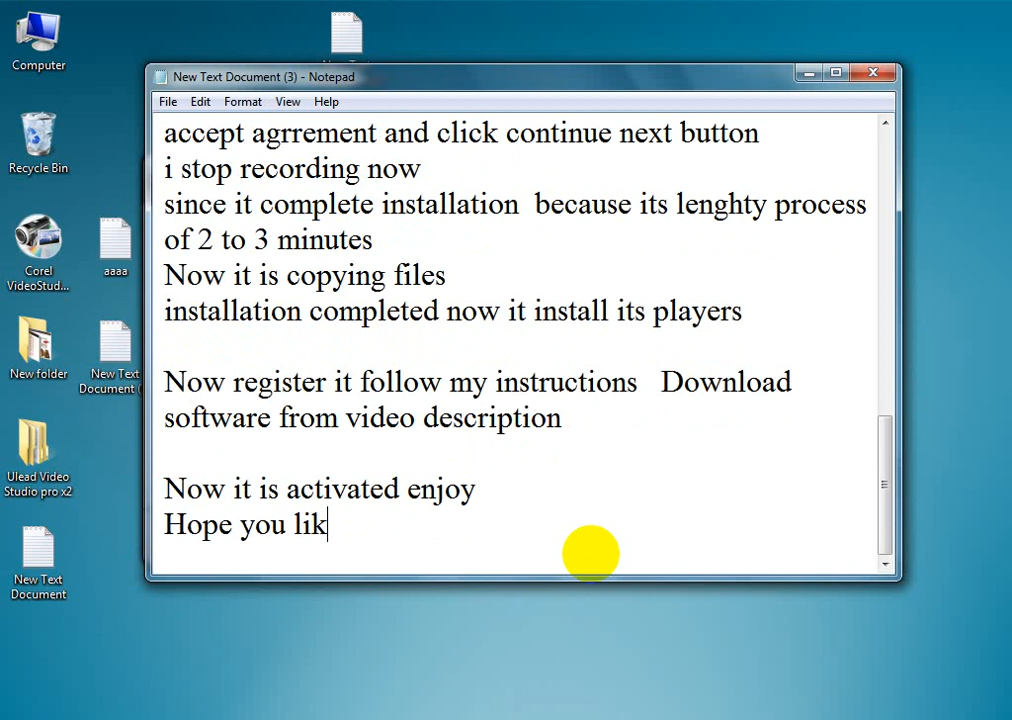 Computer
New Text Document (3) - Notepad
File Edit Format View Help
accept agrrement and click continue next button
i stop recording now
since it complete installation  because its lenghty process
of 2 to 3 minutes
Now it is copying files
installation completed now it install its players
Now register it follow my instructions   Download
software from video description
Now it is activated enjoy
Hope you lik
Recycle Bin
Corel
VideoStud...
aaaa
New folder
New Text
Document (
Ulead Video
Studio pro x2
New Text
Document